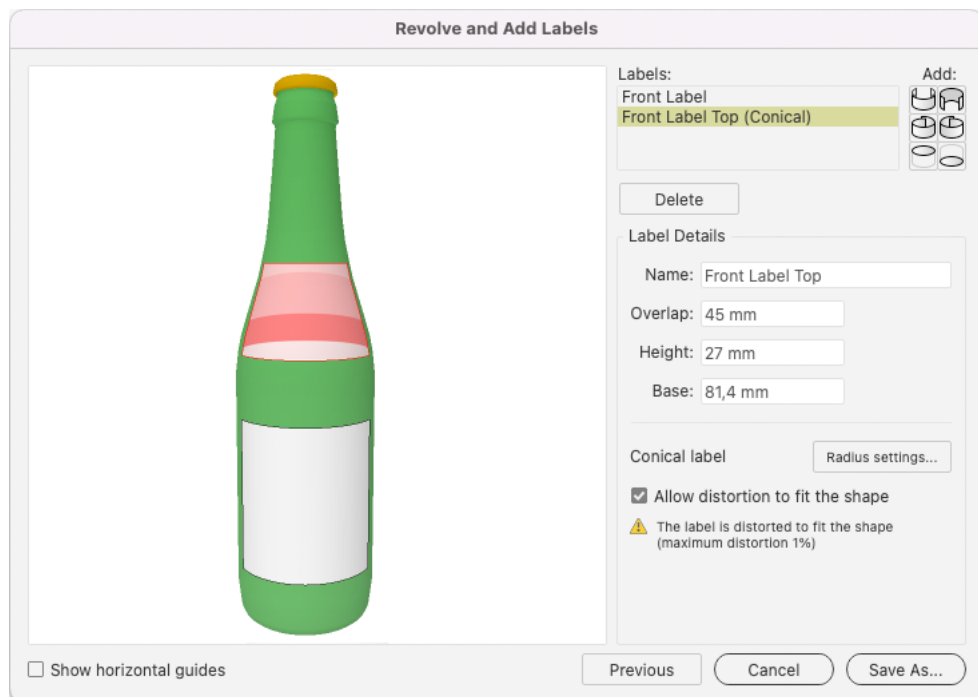 Revolve and Add Labels
Labels:
Add:
Front Label
Front Label Top (Conical)
Delete
Label Details
Name: Front Label Top
Overlap: 45 mm
Height: 27 mm
Base: 81,4 mm
Conical label
Radius settings...
Allow distortion to fit the shape
The label is distorted to fit the shape
(maximum distortion 1%)
Show horizontal guides
Previous
Cancel
Save As...